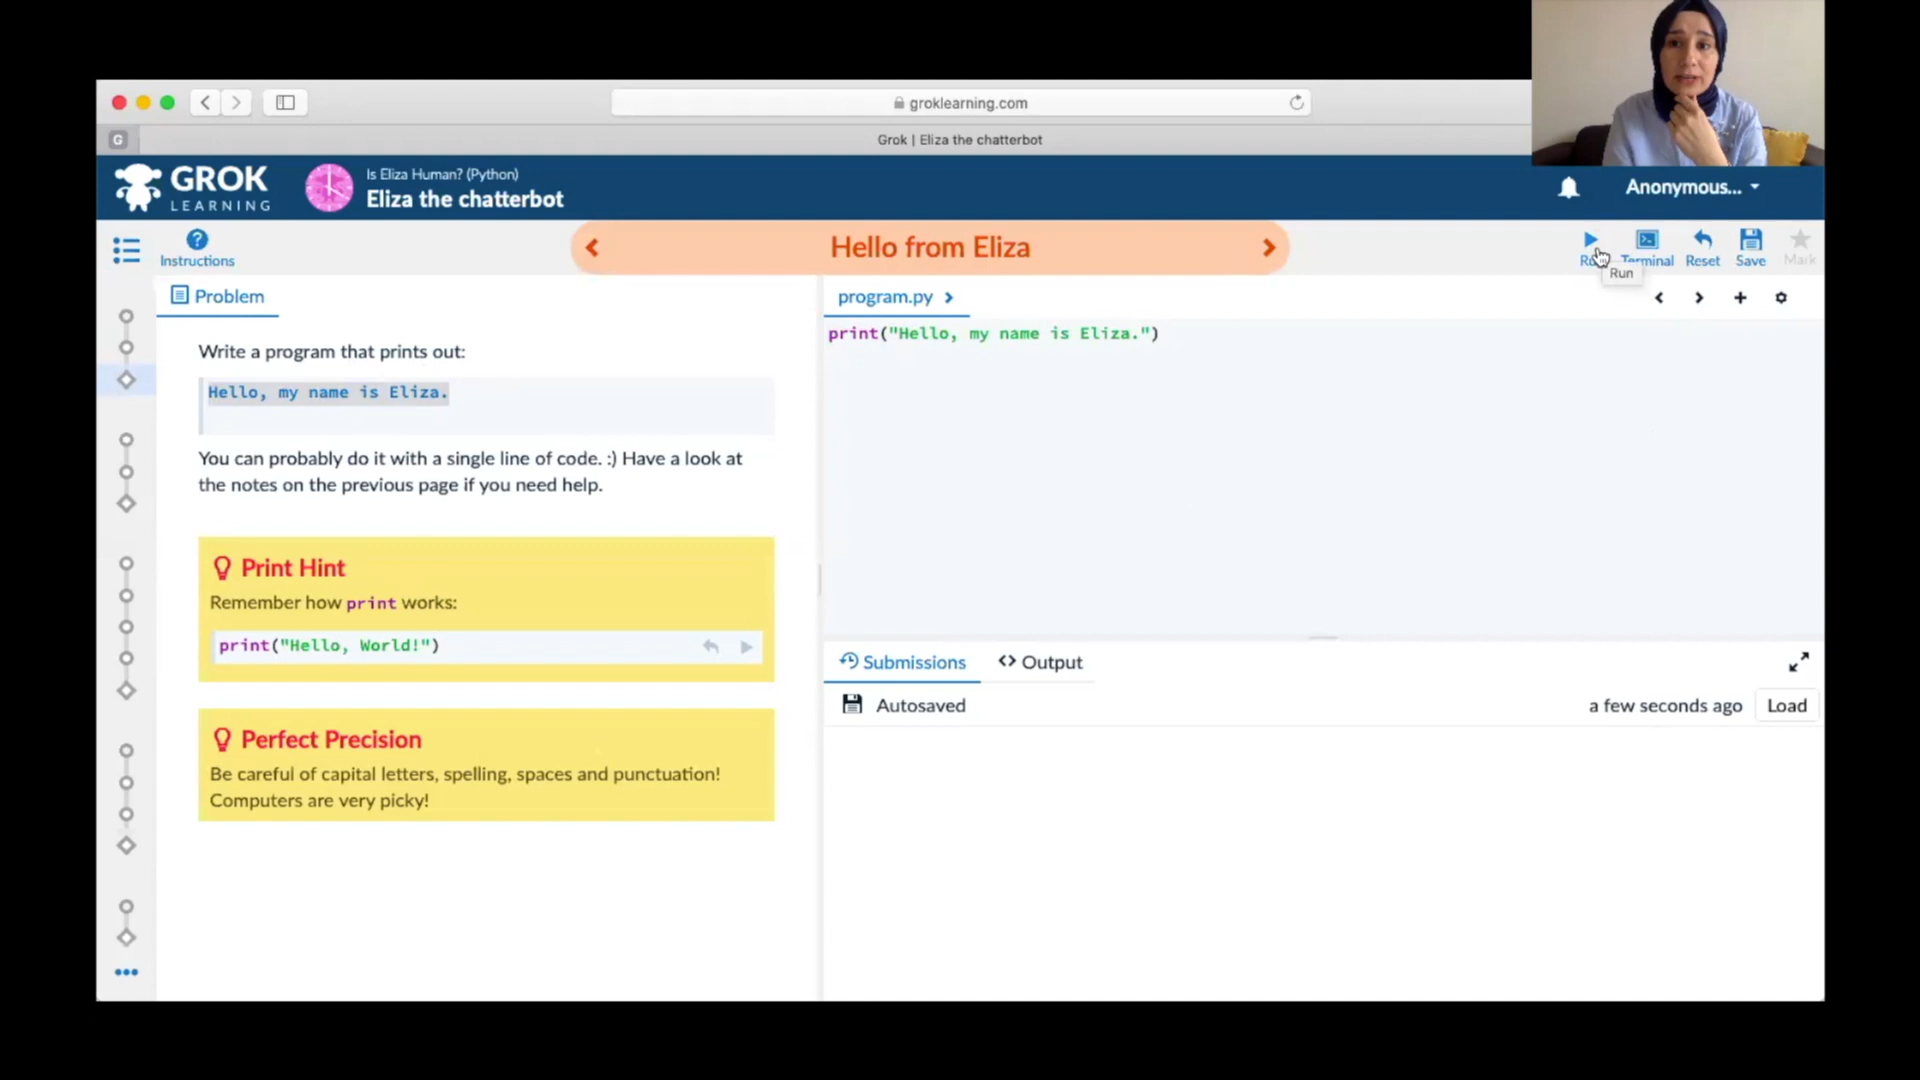 groklearning.com
G
Grok | Eliza the chatterbot
GROK
LEARNING
Is Eliza Human? (Python)
Eliza the chatterbot
Anonymous...
Instructions
Hello from Eliza
Terminal
Reset
Save
Mark
Run
Problem
program.py
Write a program that prints out:
Hello, my name is Eliza.
You can probably do it with a single line of code. :) Have a look at
the notes on the previous page if you need help.
Print Hint
Remember how print works:
print("Hello, World!")
Perfect Precision
Be careful of capital letters, spelling, spaces and punctuation!
Computers are very picky!
print("Hello, my name is Eliza.")
Submissions
Output
Autosaved
a few seconds ago
Load